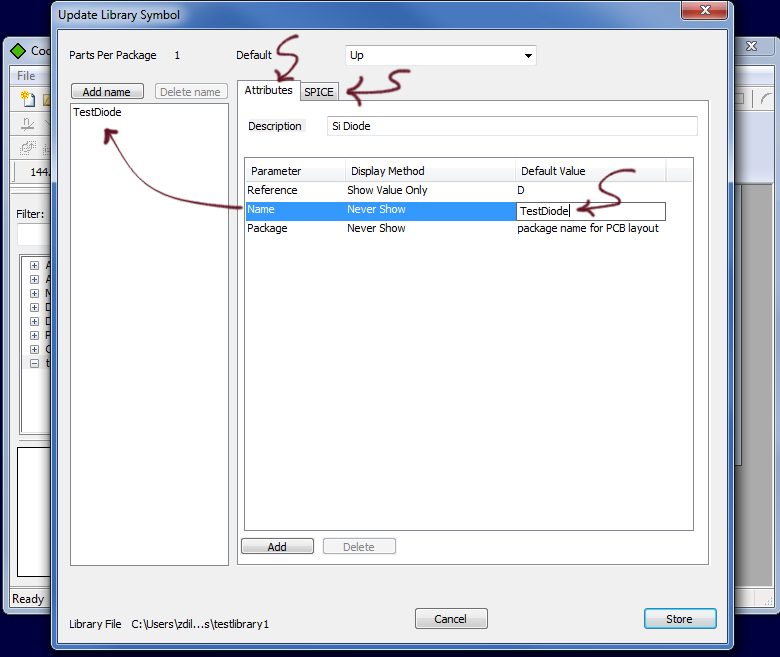 Update Library Symbol
Parts Per Package 1 Default Up
Add name Delete name
TestDiode
Attributes SPICE
Description Si Diode
Parameter Display Method Default Value
Reference Show Value Only D
Name Never Show TestDiode
Package Never Show package name for PCB layout
Add Delete
Library File C:\Users\zdil...s\testlibrary1
Cancel Store
File
144.
Filter:
Ready